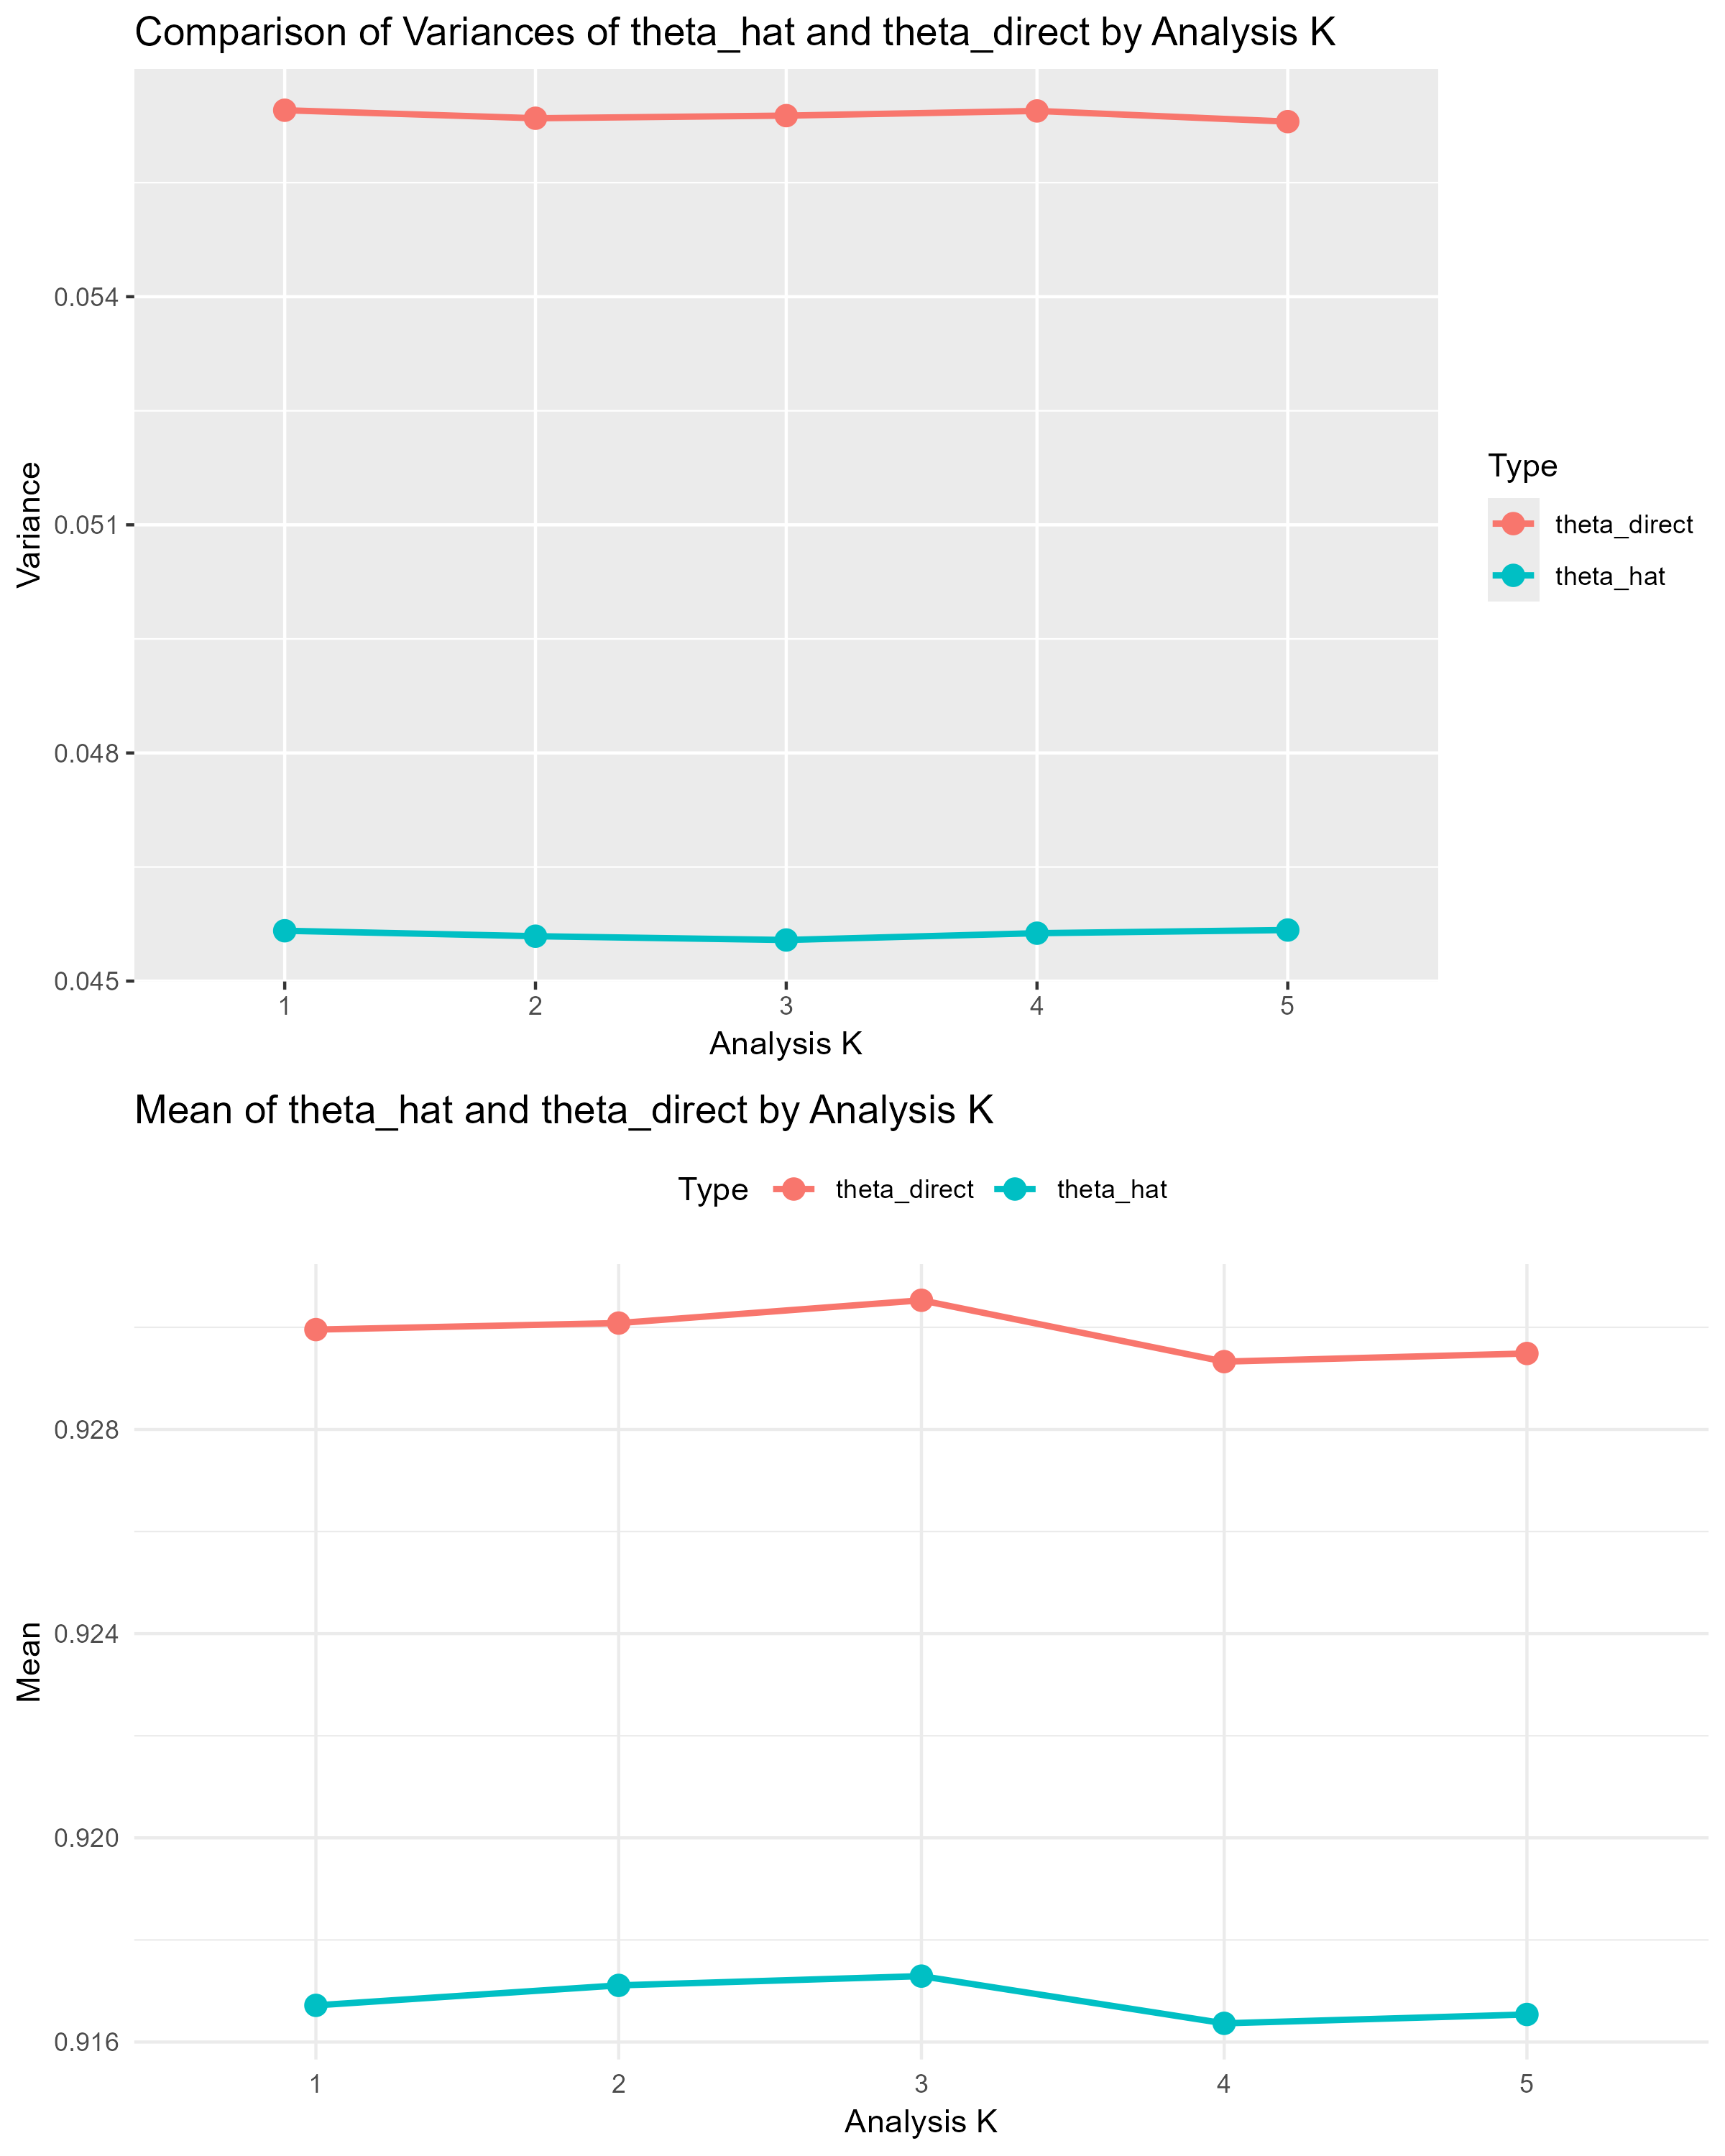 Comparison of Variances of theta_hat and theta_direct by Analysis K
0.054
0.051
0.048
0.045
Variance
1 2 3 4 5
Analysis K
Type
theta_direct
theta_hat
Mean of theta_hat and theta_direct by Analysis K
Type theta_direct theta_hat
0.928
0.924
0.920
0.916
Mean
1 2 3 4 5
Analysis K